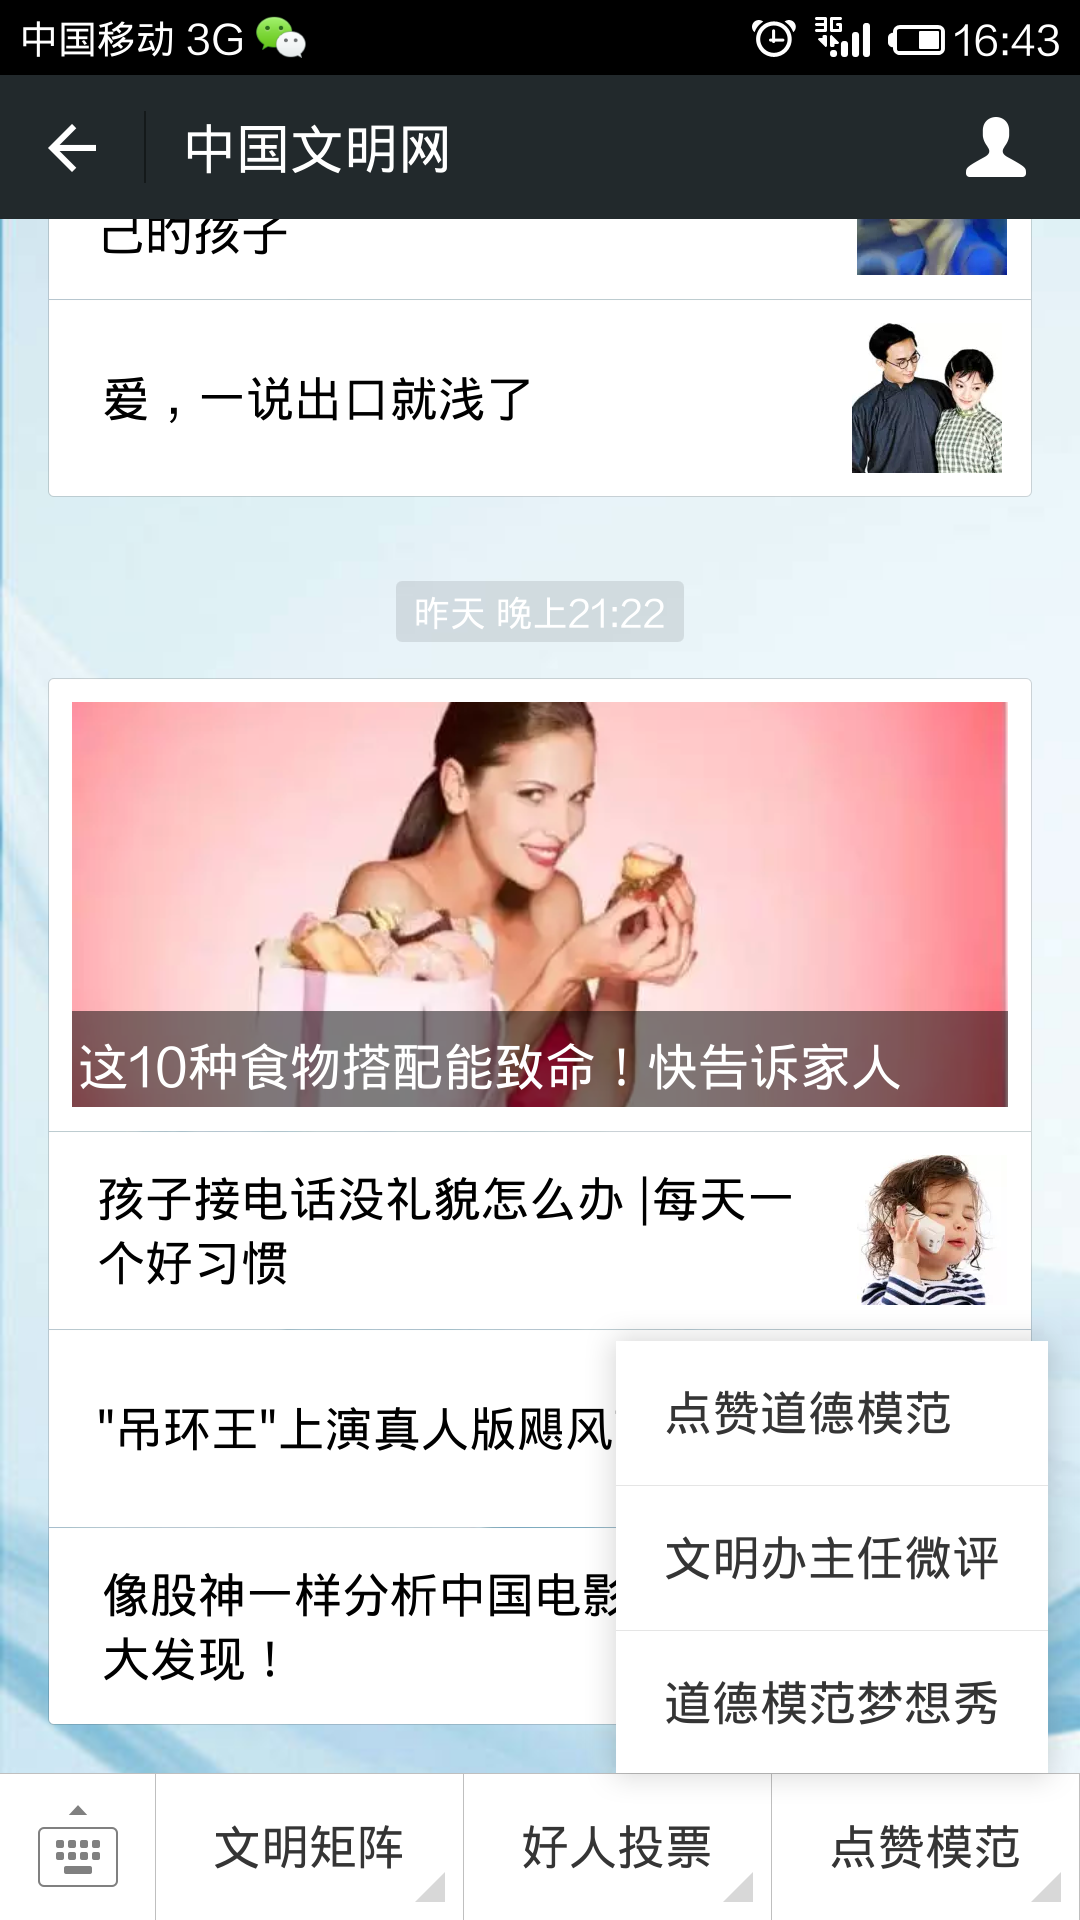 中国移动 3G
3G
16:43
中国文明网
己的孩子
爱，一说出口就浅了
昨天 晚上21:22
这10种食物搭配能致命！快告诉家人
孩子接电话没礼貌怎么办 |每天一
个好习惯
"吊环王"上演真人版飓风
像股神一样分析中国电影
大发现！
点赞道德模范
文明办主任微评
道德模范梦想秀
文明矩阵
好人投票
点赞模范